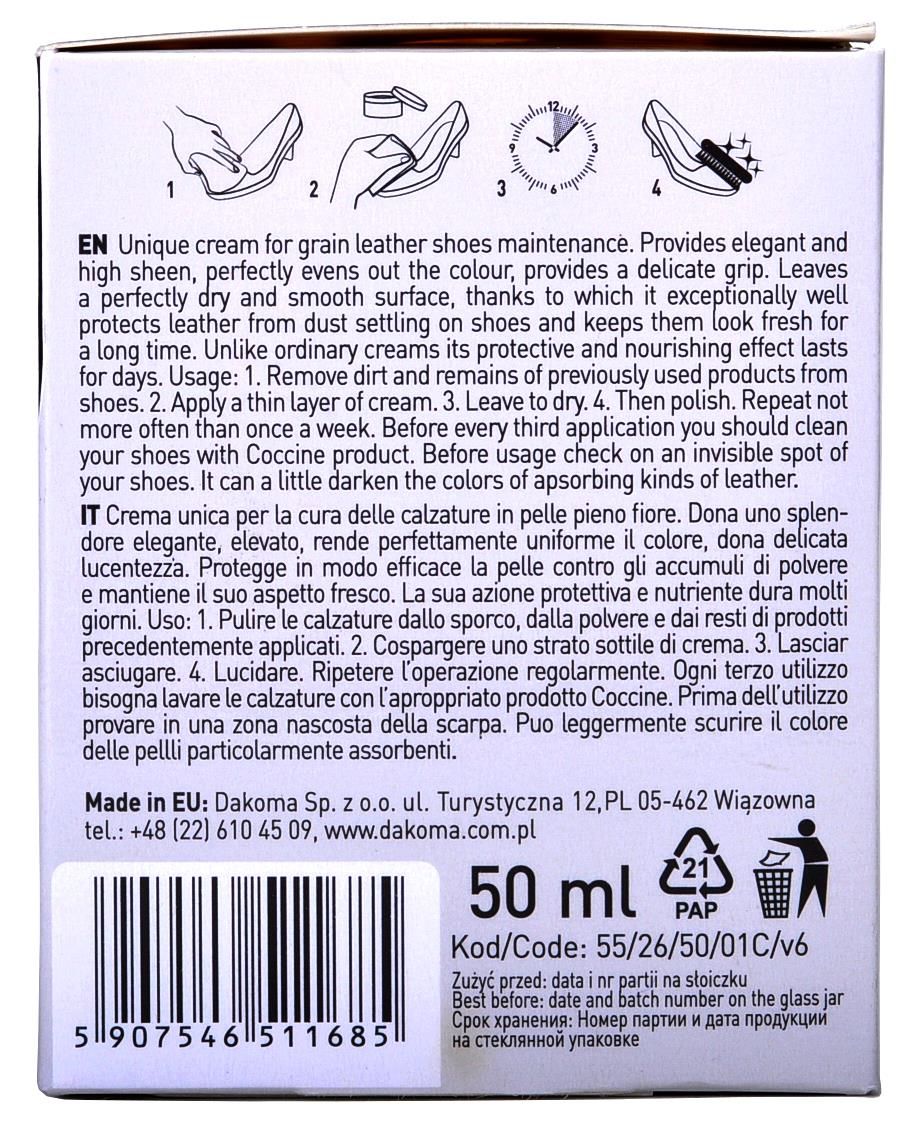 12
9
3
6
1
2
3
4
EN Unique cream for grain leather shoes maintenance. Provides elegant and
high sheen, perfectly evens out the colour, provides a delicate grip. Leaves
a perfectly dry and smooth surface, thanks to which it exceptionally well
protects leather from dust settling on shoes and keeps them look fresh for
a long time. Unlike ordinary creams its protective and nourishing effect lasts
for days. Usage: 1. Remove dirt and remains of previously used products from
shoes. 2. Apply a thin layer of cream. 3. Leave to dry. 4. Then polish. Repeat not
more often than once a week. Before every third application you should clean
your shoes with Coccine product. Before usage check on an invisible spot of
your shoes. It can a little darken the colors of apsorbing kinds of leather.
IT Crema unica per la cura delle calzature in pelle pieno fiore. Dona uno splen-
dore elegante, elevato, rende perfettamente uniforme il colore, dona delicata
lucentezza. Protegge in modo efficace la pelle contro gli accumuli di polvere
e mantiene il suo aspetto fresco. La sua azione protettiva e nutriente dura molti
giorni. Uso: 1. Pulire le calzature dallo sporco, dalla polvere e dai resti di prodotti
precedentemente applicati. 2. Cospargere uno strato sottile di crema. 3. Lasciar
asciugare. 4. Lucidare. Ripetere l'operazione regolarmente. Ogni terzo utilizzo
bisogna lavare le calzature con l'aproppriato prodotto Coccine. Prima dell'utilizzo
provare in una zona nascosta della scarpa. Puo leggermente scurire il colore
delle pellli particolarmente assorbenti.
Made in EU: Dakoma Sp. z o.o. ul. Turystyczna 12,PL 05-462 Wiązowna
tel.: +48 (22) 610 45 09, www.dakoma.com.pl
50 ml
21
PAP
Kod/Code: 55/26/50/01C/v6
Zużyć przed: data i nr partii na słoiczku
Best before: date and batch number on the glass jar
Срок хранения: Номер партии и дата продукции
на стеклянной упаковке
5 907546 511685